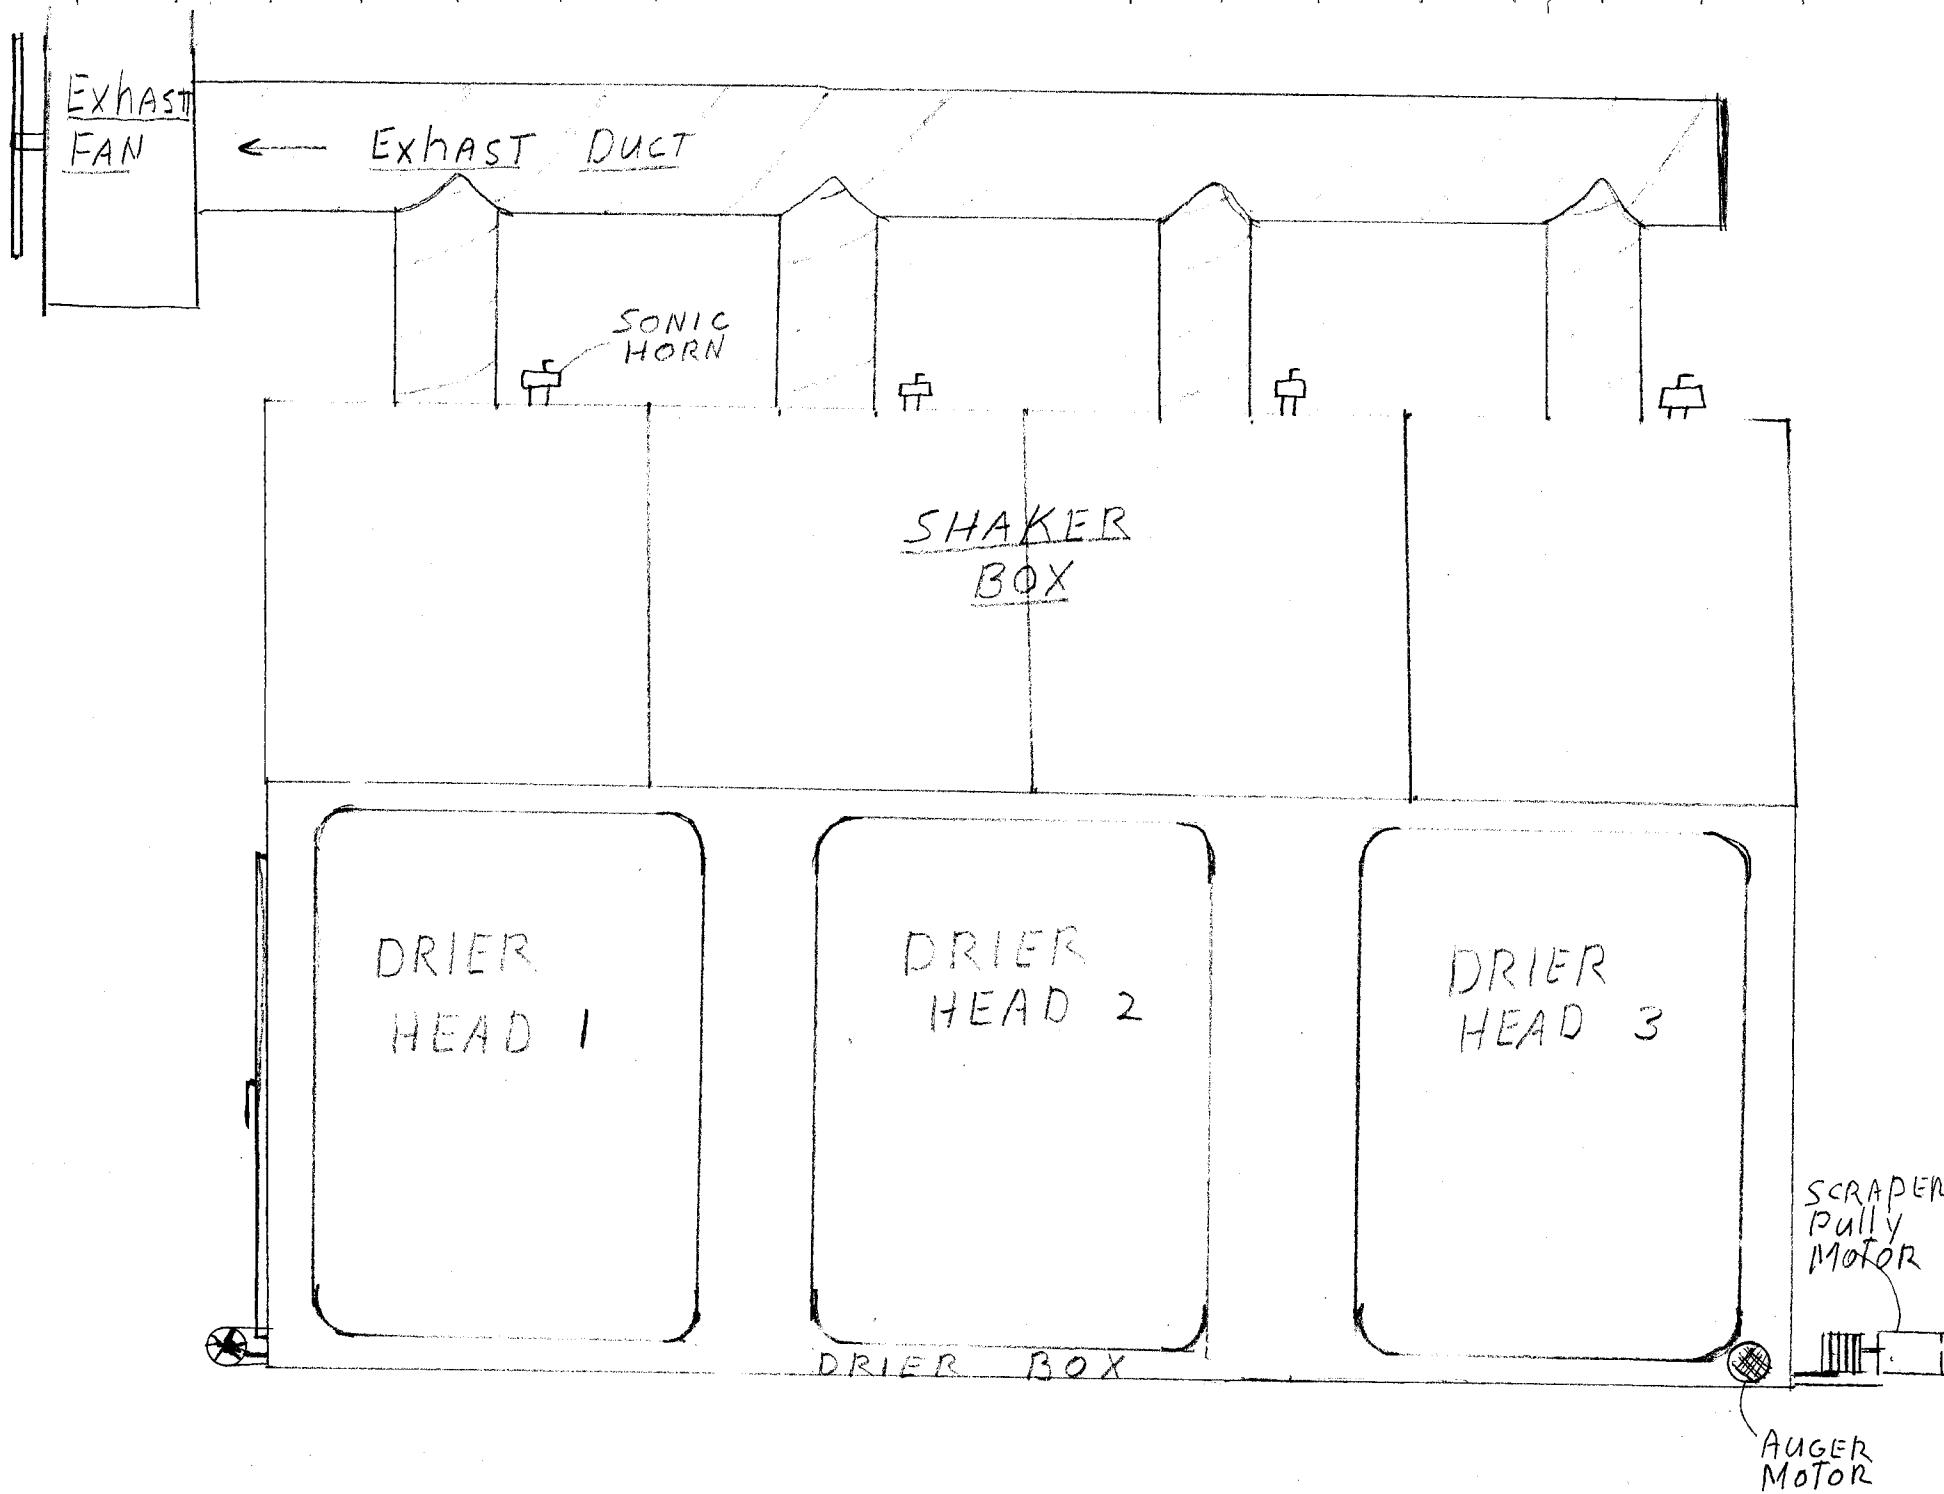 ExhAST
FAN
ExhAST DUCT
SONIC
HORN
SHAKER
BOX
DRIER
HEAD 1
DRIER
HEAD 2
DRIER
HEAD 3
SCRAPER
Pully
MOTOR
DRIER BOX
AUGER
MOTOR